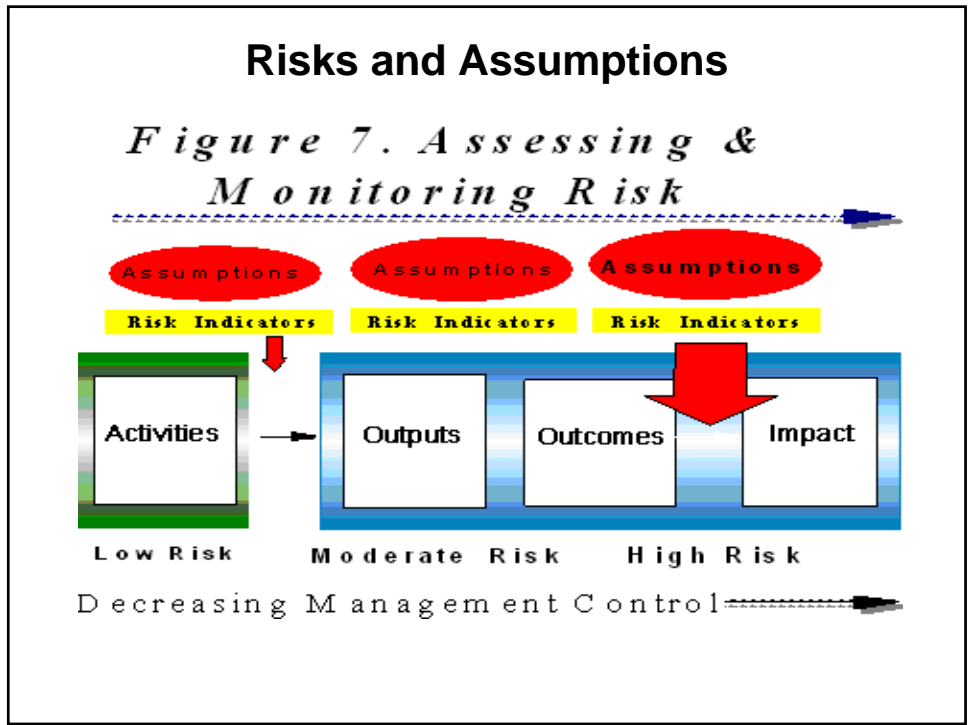 Risks and Assumptions
Figure 7. Assessing &
Monitoring Risk
Assumptions Assumptions Assumptions
Risk Indicators Risk Indicators Risk Indicators
Activities Outputs Outcomes Impact
Low Risk Moderate Risk High Risk
Decreasing Management Control